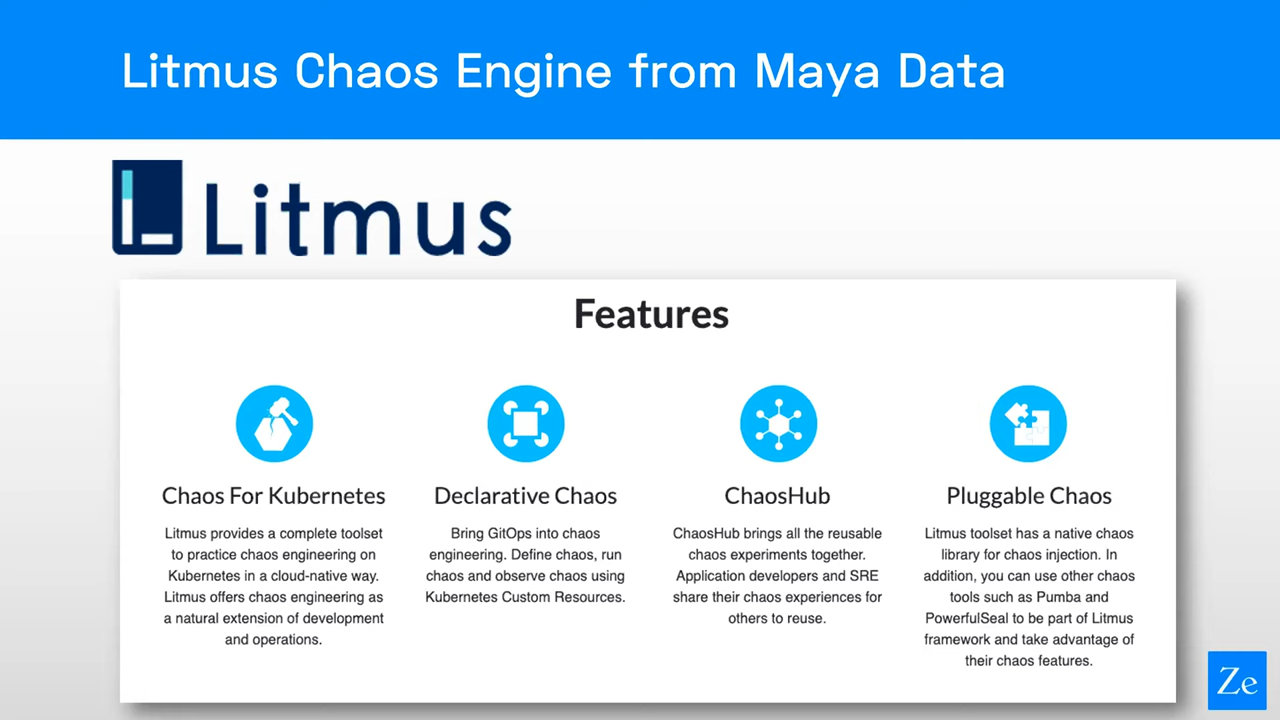 Litmus Chaos Engine from Maya Data
Litmus
Features
Chaos For Kubernetes
Litmus provides a complete toolset
to practice chaos engineering on
Kubernetes in a cloud-native way.
Litmus offers chaos engineering as
a natural extension of development
and operations.
Declarative Chaos
Bring GitOps into chaos
engineering. Define chaos, run
chaos and observe chaos using
Kubernetes Custom Resources.
ChaosHub
ChaosHub brings all the reusable
chaos experiments together.
Application developers and SRE
share their chaos experiences for
others to reuse.
Pluggable Chaos
Litmus toolset has a native chaos
library for chaos injection. In
addition, you can use other chaos
tools such as Pumba and
PowerfulSeal to be part of Litmus
framework and take advantage of
their chaos features.
Ze